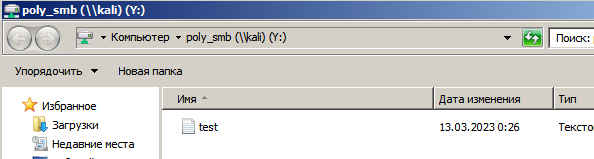 poly_smb (\\kali) (Y:)
Компьютер poly_smb (\\kali) (Y:)
Поиск:
Упорядочить Новая папка
Избранное
Загрузки
Недавние места
Имя Дата изменения Тип
test 13.03.2023 0:26 Тексто